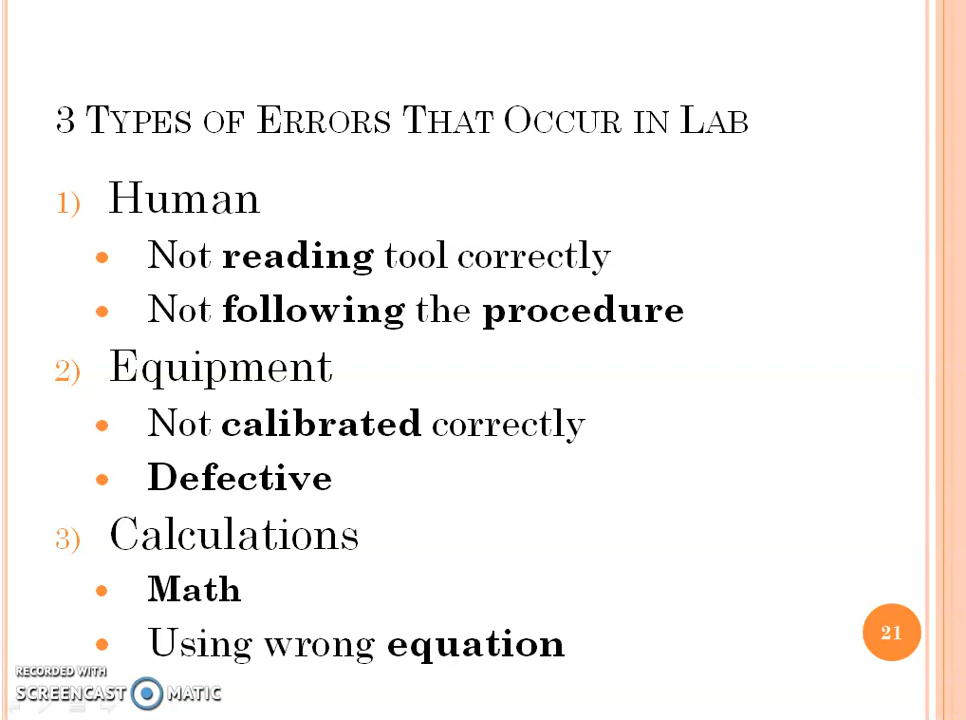 3 Types of Errors That Occur in Lab
1) Human
• Not reading tool correctly
• Not following the procedure
2) Equipment
• Not calibrated correctly
• Defective
3) Calculations
• Math
• Using wrong equation
21
RECORDED WITH
SCREENCAST MATIC